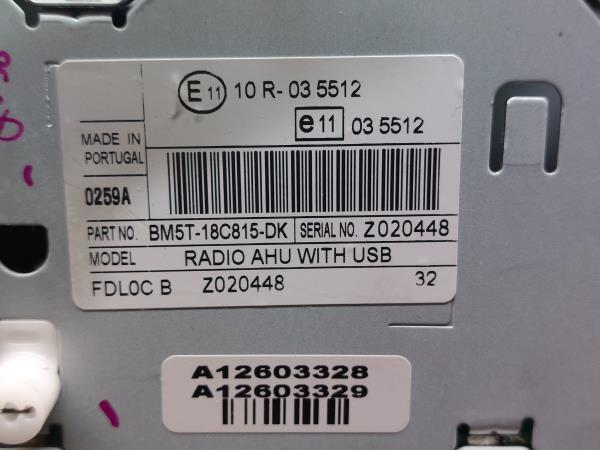 E11 10 R- 03 5512
e11 03 5512
MADE IN
PORTUGAL
0259A
PART NO. BM5T-18C815-DK SERIAL NO. Z020448
MODEL RADIO AHU WITH USB
FDL0C B Z020448 32
A12603328
A12603329